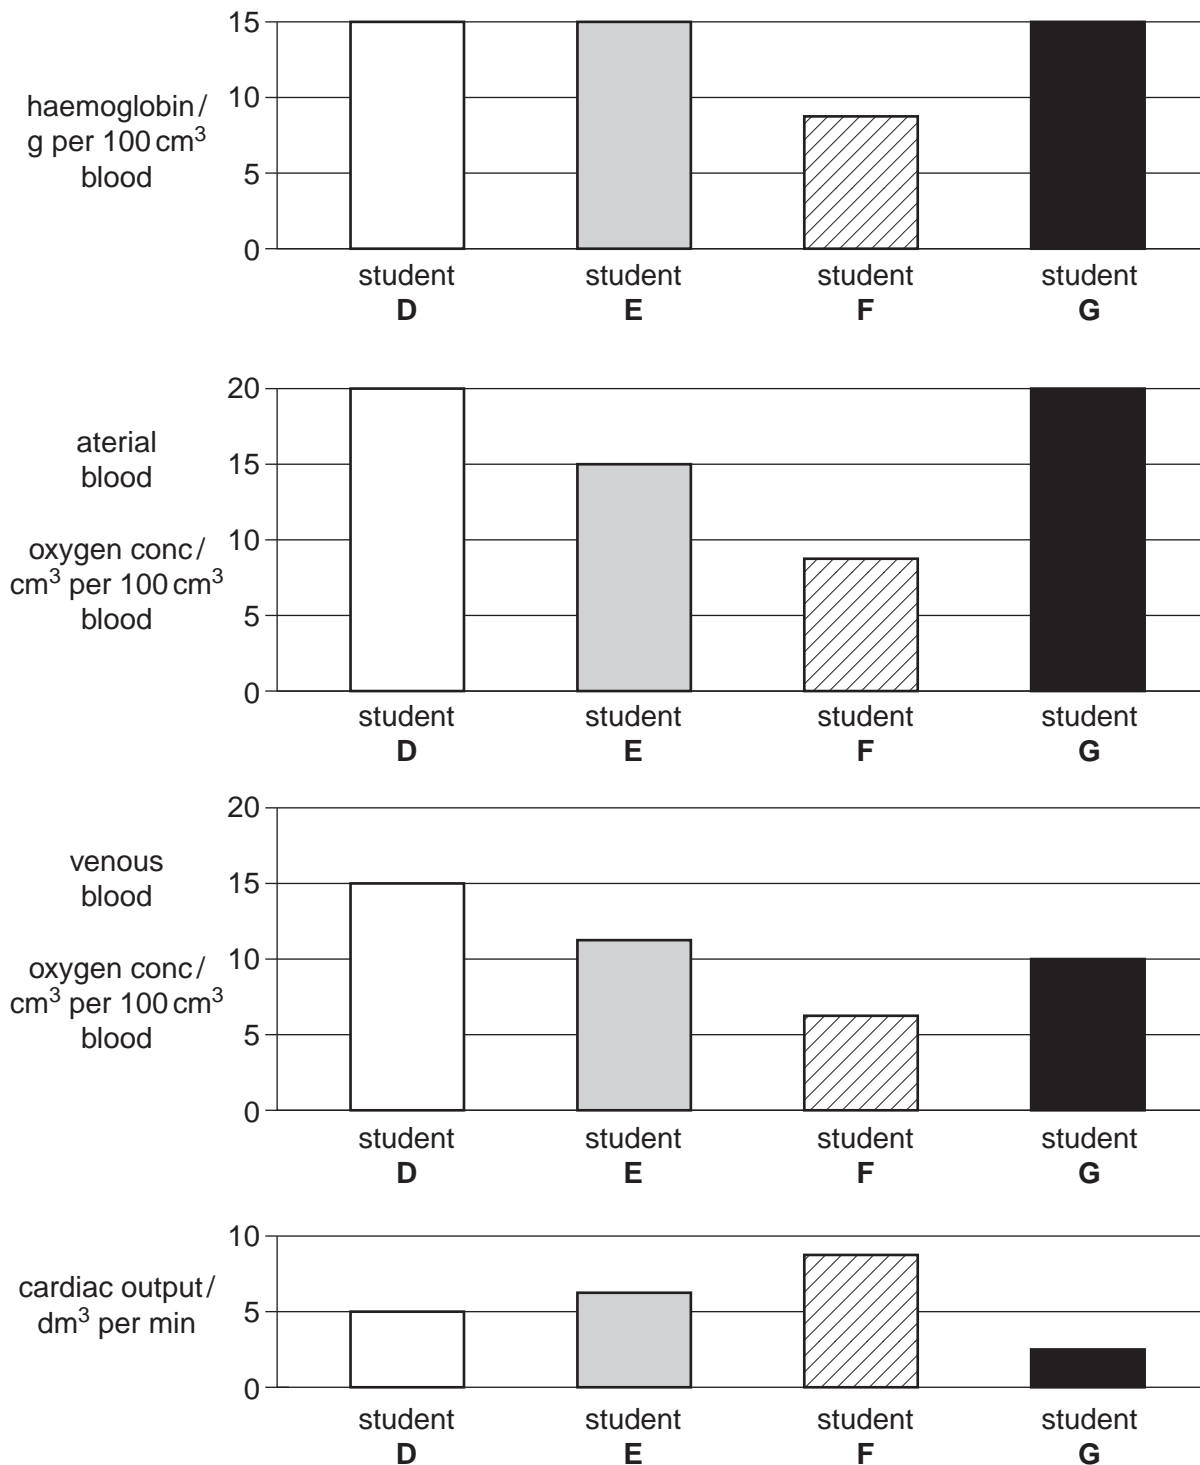 15
haemoglobin/
10
g per 100 cm³
blood
5
0
student student student student
D E F G
20
aterial
15
blood
10
oxygen conc/
cm³ per 100 cm³
5
blood
0
student student student student
D E F G
20
venous
15
blood
10
oxygen conc/
cm³ per 100 cm³
5
blood
0
student student student student
D E F G
10
cardiac output/
5
dm³ per min
0
student student student student
D E F G